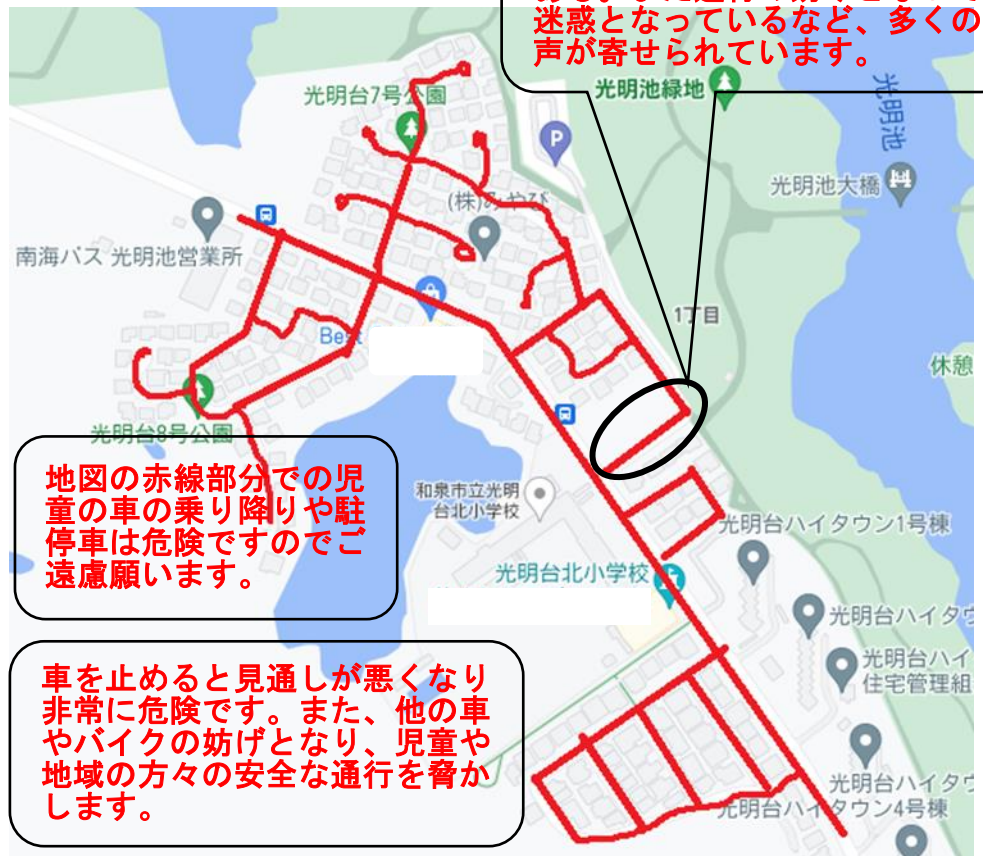 迷惑となっているなど、多くの
声が寄せられています。
光明台7号公園
光明池緑地
光明池
P
光明池大橋
(株)みやび
南海バス 光明池営業所
1丁目
Best
休憩
光明台8号公園
地図の赤線部分での児
童の車の乗り降りや駐
停車は危険ですのでご
遠慮願います。
和泉市立光明
台北小学校
光明台ハイタウン1号棟
光明台北小学校
光明台ハイタウ
光明台ハイ
住宅管理組
車を止めると見通しが悪くなり
非常に危険です。また、他の車
やバイクの妨げとなり、児童や
地域の方々の安全な通行を脅か
します。
光明台ハイタウ
光明台ハイタウン4号棟